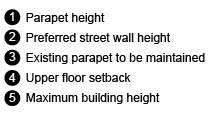 1 Parapet height
2 Preferred street wall height
3 Existing parapet to be maintained
4 Upper floor setback
5 Maximum building height